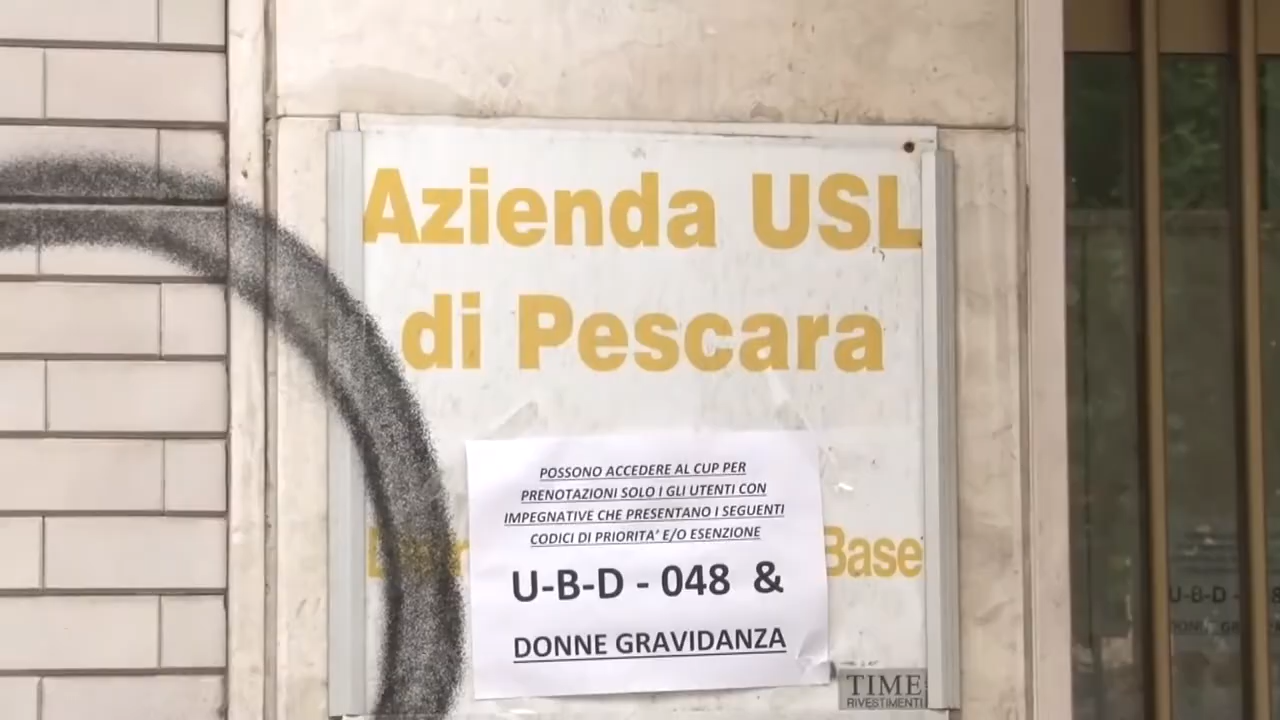 Azienda USL
di Pescara
POSSONO ACCEDERE AL CUP PER
PRENOTAZIONI SOLO I GLI UTENTI CON
IMPEGNATIVE CHE PRESENTANO I SEGUENTI
CODICI DI PRIORITA' E/O ESENZIONE
U-B-D - 048 &
DONNE GRAVIDANZA
Base
TIME
RIVESTIMENTI
U-B-D -